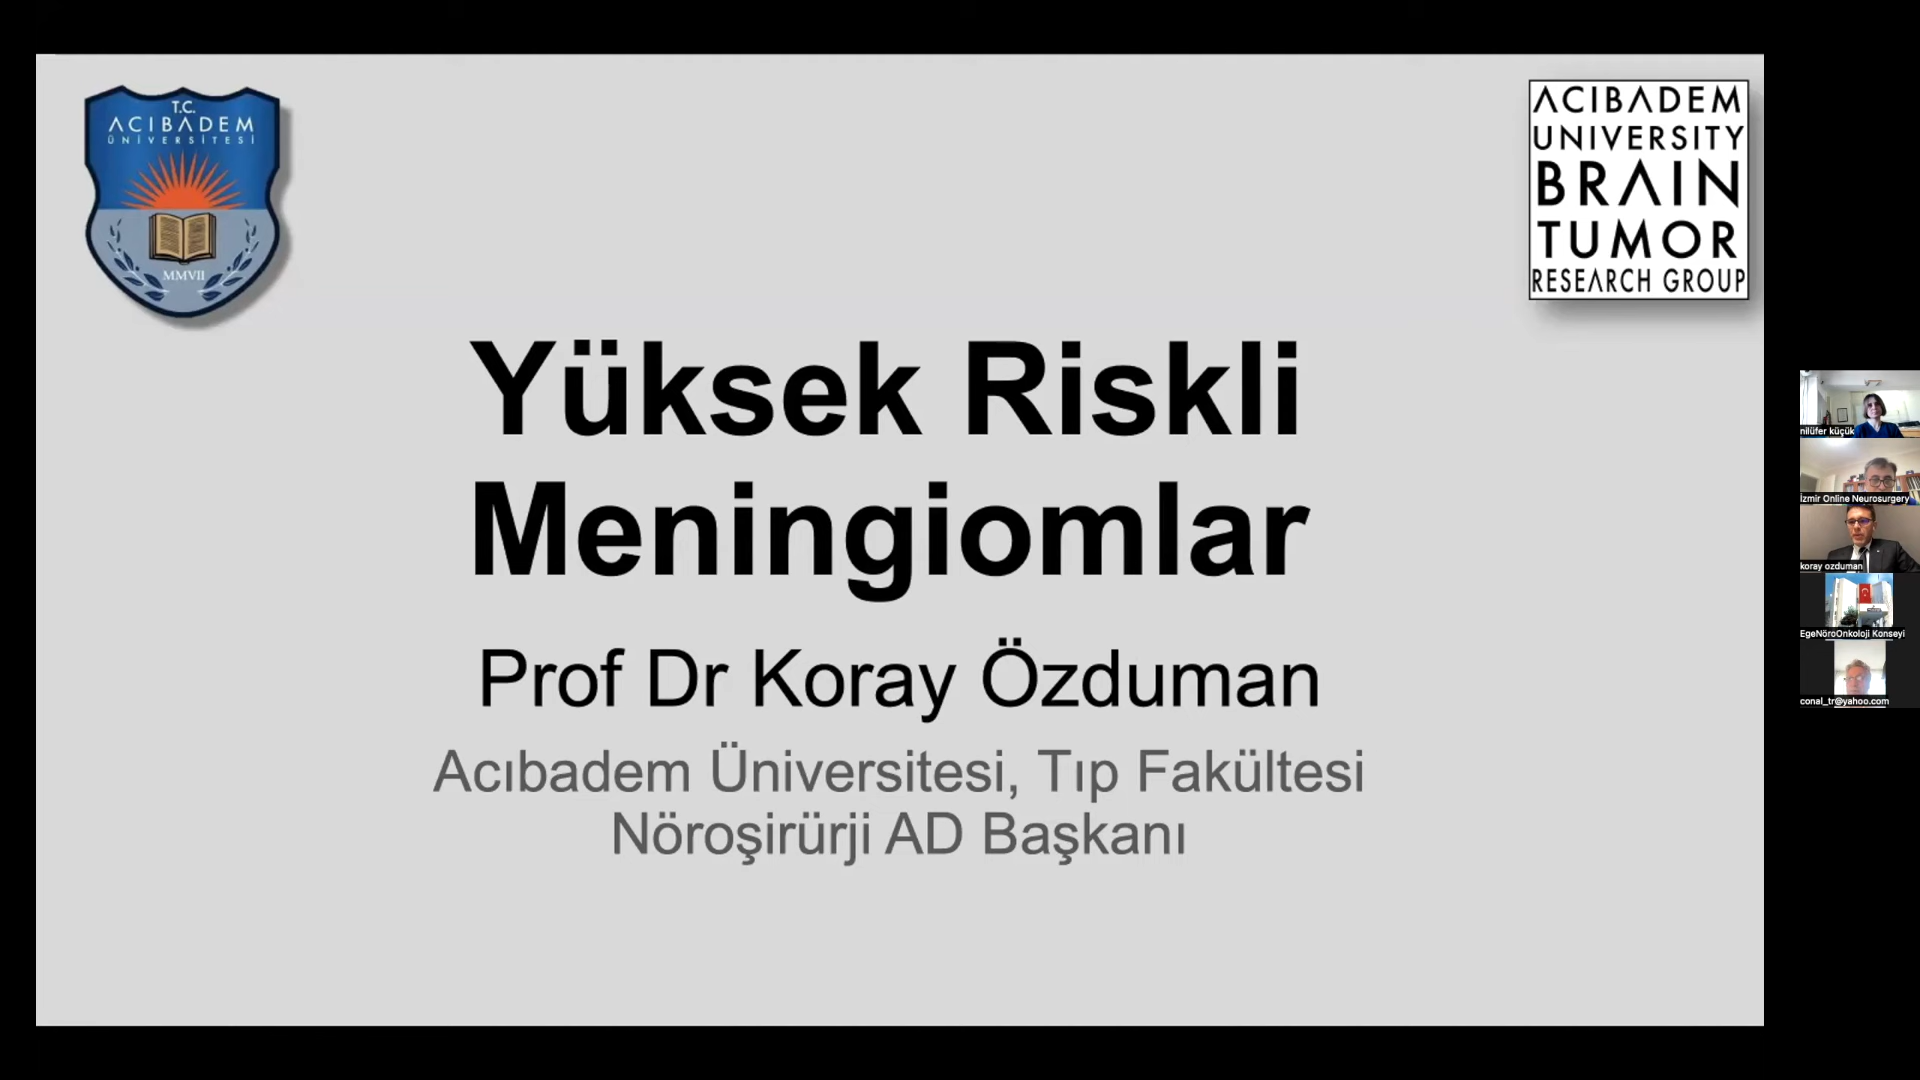 T.C.
ACIBADEM
ÜNİVERSİTESİ
MMVII
ACIBADEM
UNIVERSITY
BRAIN
TUMOR
RESEARCH GROUP
Yüksek Riskli
Meningiomlar
Prof Dr Koray Özduman
Acıbadem Üniversitesi, Tıp Fakültesi
Nöroşirürji AD Başkanı
nilüfer küçük
İzmir Online Neurosurgery
koray ozduman
EgeNöroOnkoloji Konseyi
conal_tr@yahoo.com